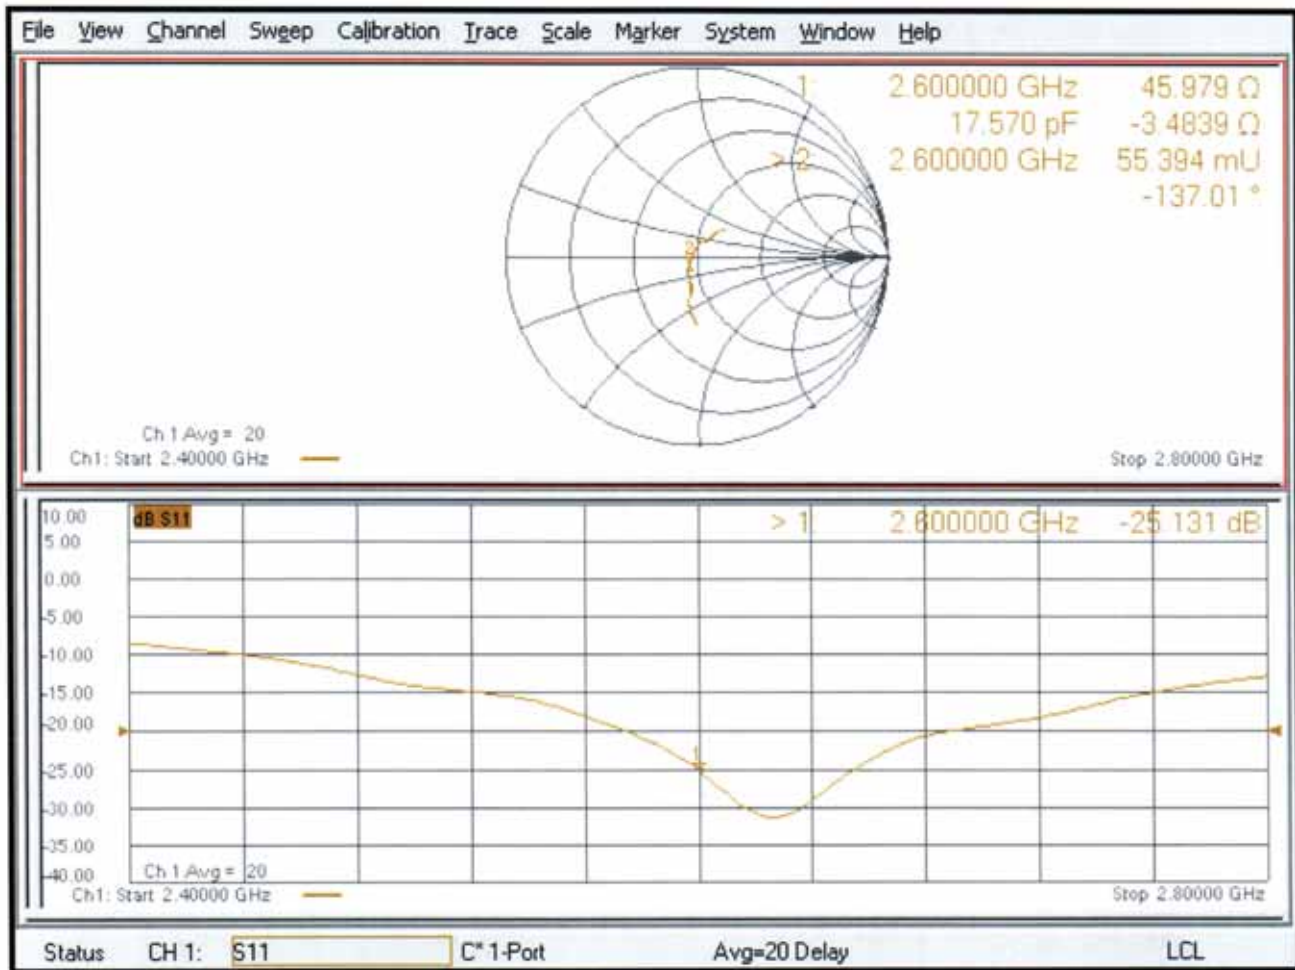 File View Channel Sweep Calibration Trace Scale Marker System Window Help
1: 2.600000 GHz 45.979 Ω
17.570 pF -3.4839 Ω
> 2: 2.600000 GHz 55.394 mU
-137.01 °
2
Ch 1 Avg = 20
Ch1: Start 2.40000 GHz
Stop 2.80000 GHz
10.00
dB S11
> 1: 2.600000 GHz -25.131 dB
5.00
0.00
-5.00
-10.00
-15.00
-20.00
1
-25.00
-30.00
-35.00
-40.00
Ch 1 Avg = 20
Ch1: Start 2.40000 GHz
Stop 2.80000 GHz
Status CH 1: S11 C* 1-Port Avg=20 Delay LCL